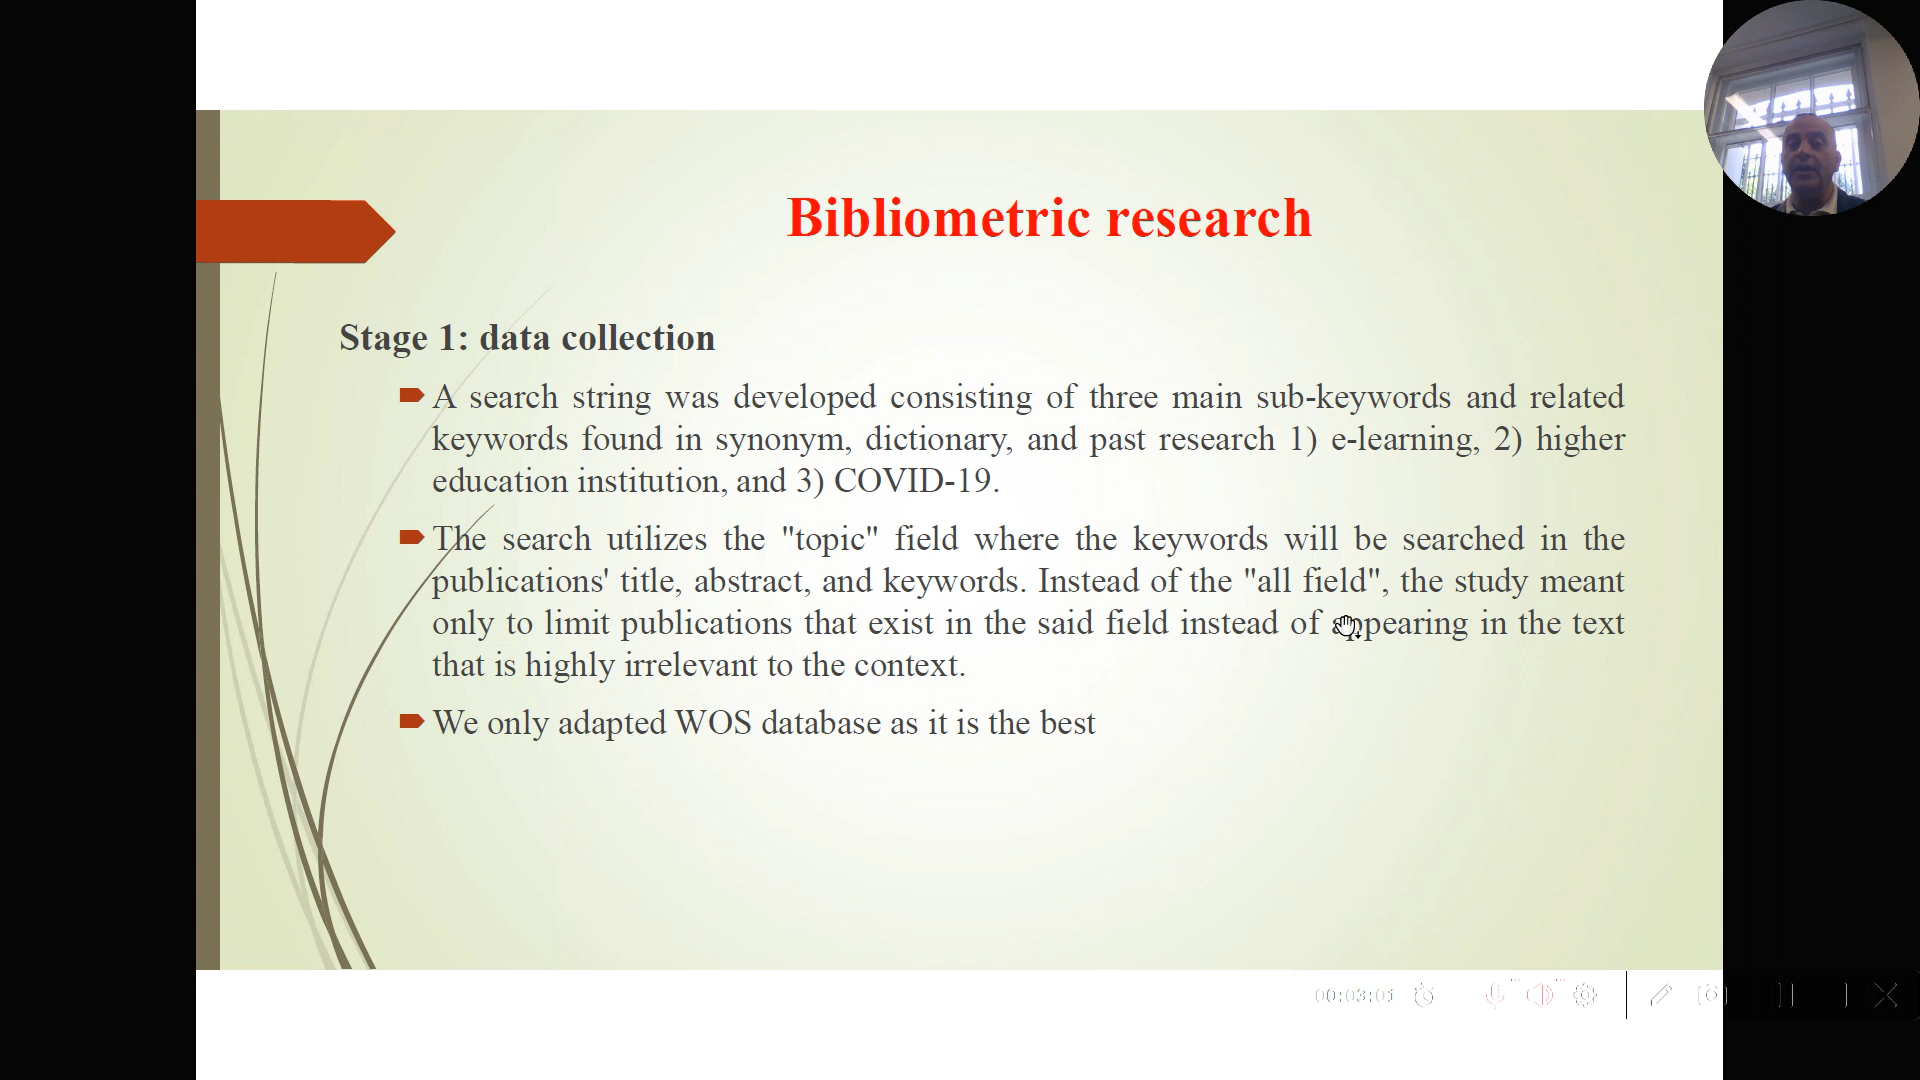 Bibliometric research
Stage 1: data collection
A search string was developed consisting of three main sub-keywords and related
keywords found in synonym, dictionary, and past research 1) e-learning, 2) higher
education institution, and 3) COVID-19.
The search utilizes the "topic" field where the keywords will be searched in the
publications' title, abstract, and keywords. Instead of the "all field", the study meant
only to limit publications that exist in the said field instead of appearing in the text
that is highly irrelevant to the context.
We only adapted WOS database as it is the best
00:03:01